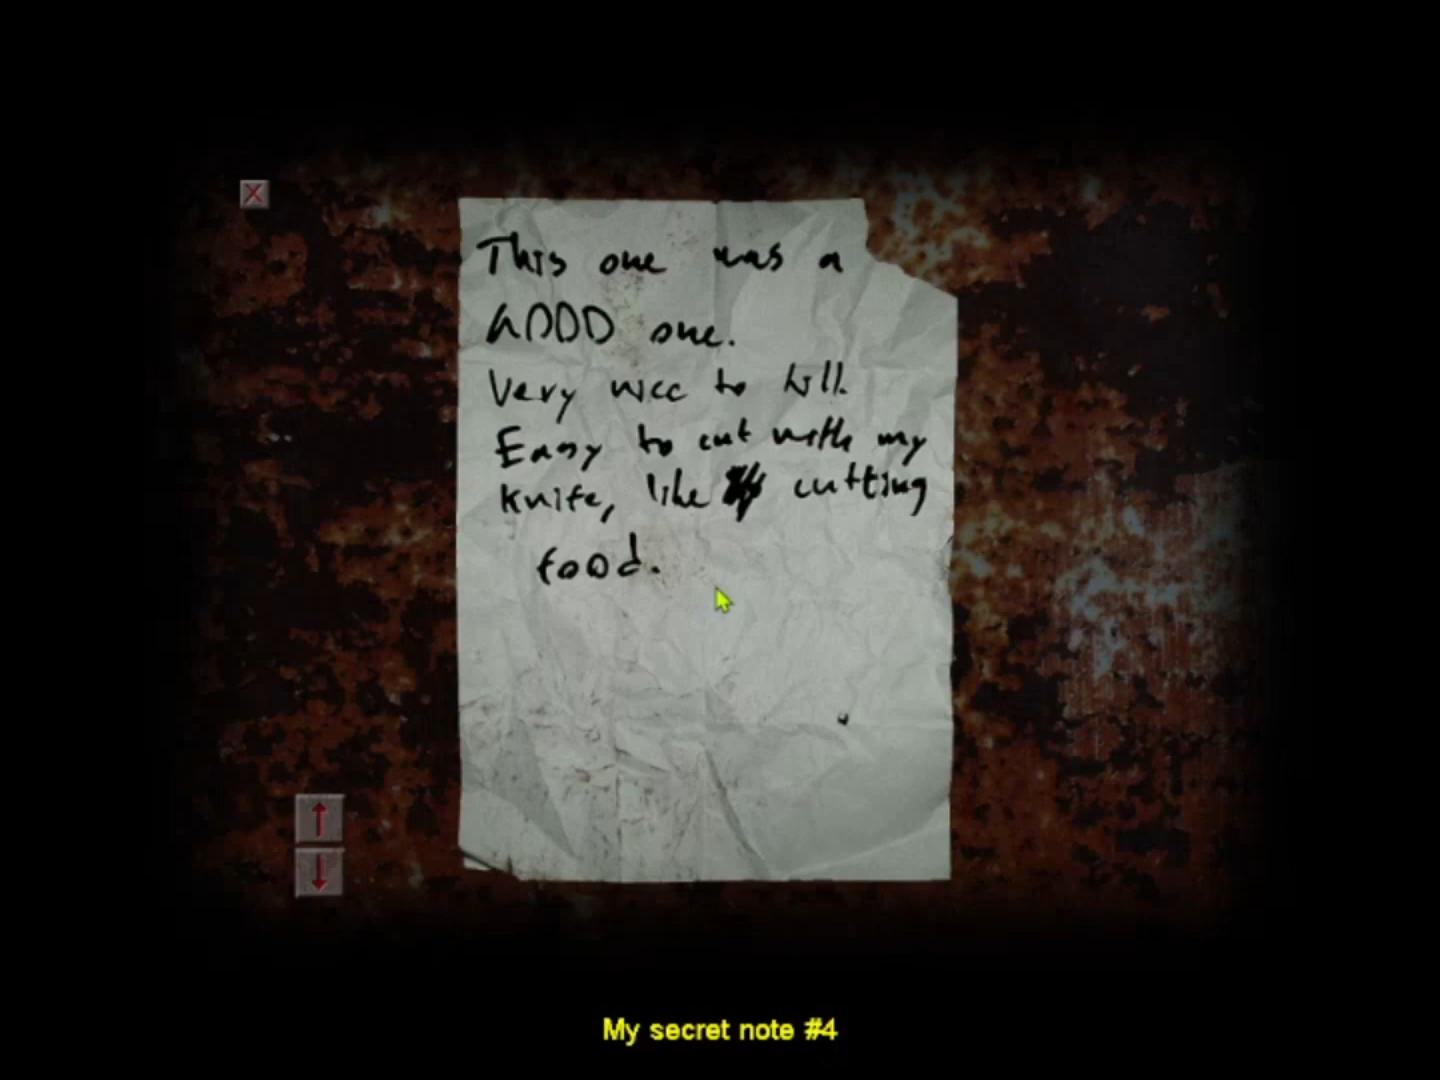 This one was a
GOOD one.
Very nice to kill.
Easy to cut with my
knife, like cutting
food.
My secret note #4